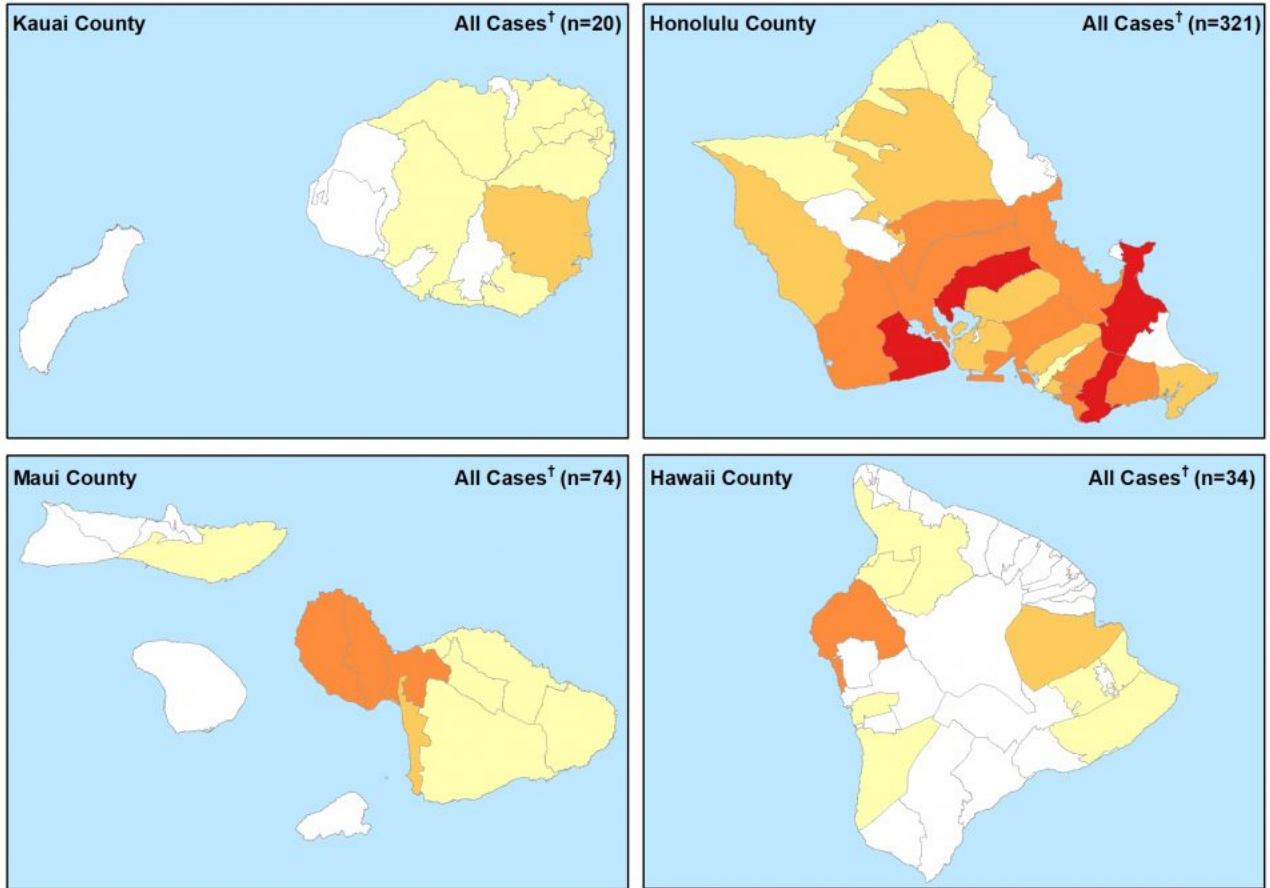 Kauai County All Cases† (n=20)
Honolulu County All Cases† (n=321)
Maui County All Cases† (n=74)
Hawaii County All Cases† (n=34)